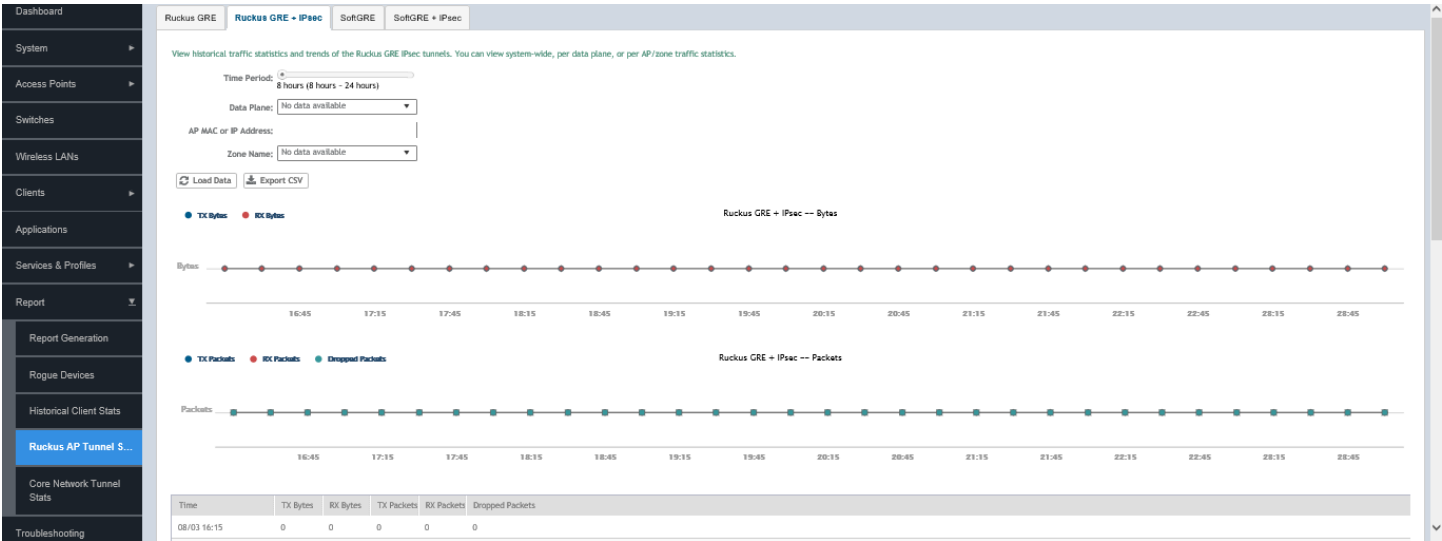 Dashboard
System
Access Points
Switches
Wireless LANs
Clients
Applications
Services & Profiles
Report
Report Generation
Rogue Devices
Historical Client Stats
Ruckus AP Tunnel S...
Core Network Tunnel
Stats
Troubleshooting
Ruckus GRE Ruckus GRE + IPsec SoftGRE SoftGRE + IPsec
View historical traffic statistics and trends of the Ruckus GRE IPsec tunnels. You can view system-wide, per data plane, or per AP/zone traffic statistics.
Time Period:
8 hours (8 hours - 24 hours)
Data Plane: No data available
AP MAC or IP Address:
Zone Name: No data available
Load Data Export CSV
TX Bytes RX Bytes Ruckus GRE + IPsec -- Bytes
Bytes
16:45 17:15 17:45 18:15 18:45 19:15 19:45 20:15 20:45 21:15 21:45 22:15 22:45 28:15 28:45
TX Packets RX Packets Dropped Packets Ruckus GRE + IPsec -- Packets
Packets
16:45 17:15 17:45 18:15 18:45 19:15 19:45 20:15 20:45 21:15 21:45 22:15 22:45 28:15 28:45
Time TX Bytes RX Bytes TX Packets RX Packets Dropped Packets
08/03 16:15 0 0 0 0 0